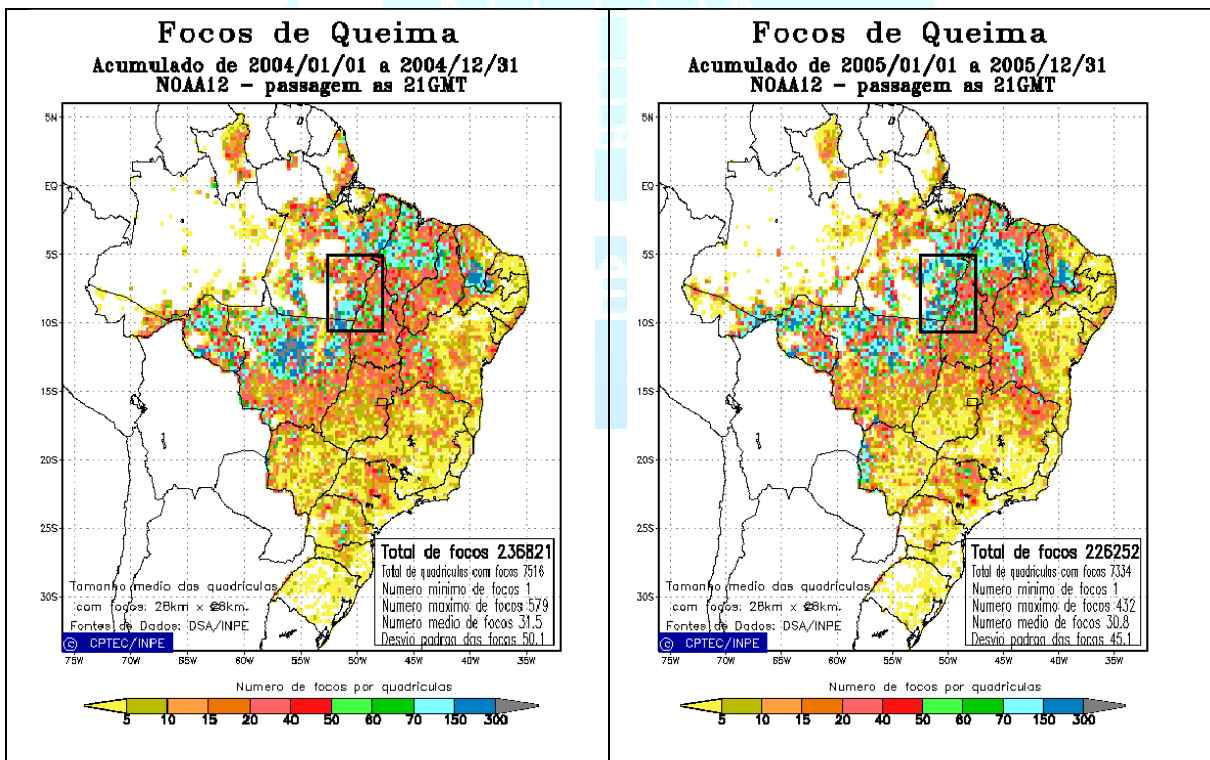 Focos de Queima
Acumulado de 2004/01/01 a 2004/12/31
NOAA12 – passagem as 21GMT
5N
EQ
5S
10S
15S
20S
25S
30S
Total de focos 236821
Total de quadriculas com focos 7516
Numero minimo de focos 1
Numero maximo de focos 579
Numero medio de focos 31.5
Desvio padrao dos focos 50.1
Tamanho medio das quadriculas
com focos: 28km x 28km.
Fontes de Dados: DSA/INPE
© CPTEC/INPE
75W 70W 65W 60W 55W 50W 45W 40W 35W
Numero de focos por quadriculas
5 10 15 20 40 50 60 70 150 300
Focos de Queima
Acumulado de 2005/01/01 a 2005/12/31
NOAA12 – passagem as 21GMT
5N
EQ
5S
10S
15S
20S
25S
30S
Total de focos 226252
Total de quadriculas com focos 7334
Numero minimo de focos 1
Numero maximo de focos 432
Numero medio de focos 30.8
Desvio padrao dos focos 45.1
Tamanho medio das quadriculas
com focos: 28km x 28km.
Fontes de Dados: DSA/INPE
© CPTEC/INPE
75W 70W 65W 60W 55W 50W 45W 40W 35W
Numero de focos por quadriculas
5 10 15 20 40 50 60 70 150 300